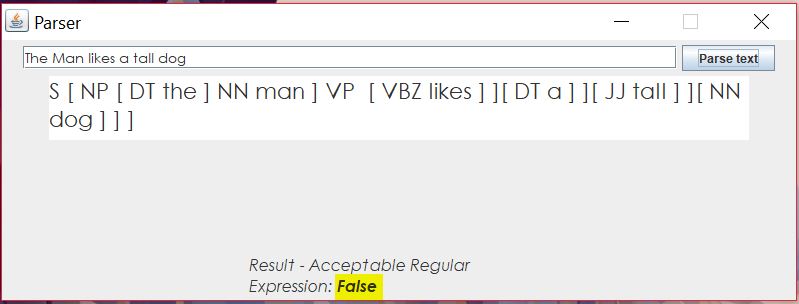 Parser
The Man likes a tall dog
Parse text
S [ NP [ DT the ] NN man ] VP [ VBZ likes ] ][ DT a ] ][ JJ tall ] ][ NN
dog ] ] ]
Result - Acceptable Regular
Expression: False